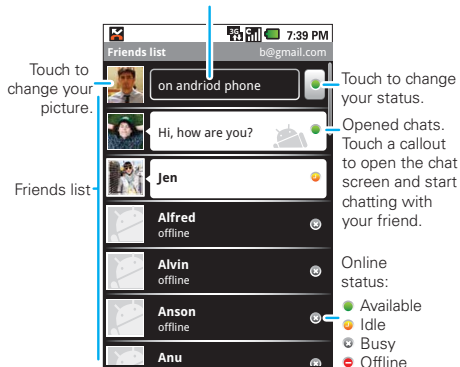 3G
7:39 PM
Friends list
b@gmail.com
Touch to
change your
picture.
on andriod phone
Touch to change
your status.
Hi, how are you?
Opened chats.
Touch a callout
to open the chat
screen and start
chatting with
your friend.
Friends list
Jen
Alfred
offline
Alvin
offline
Anson
offline
Anu
Online
status:
Available
Idle
Busy
Offline